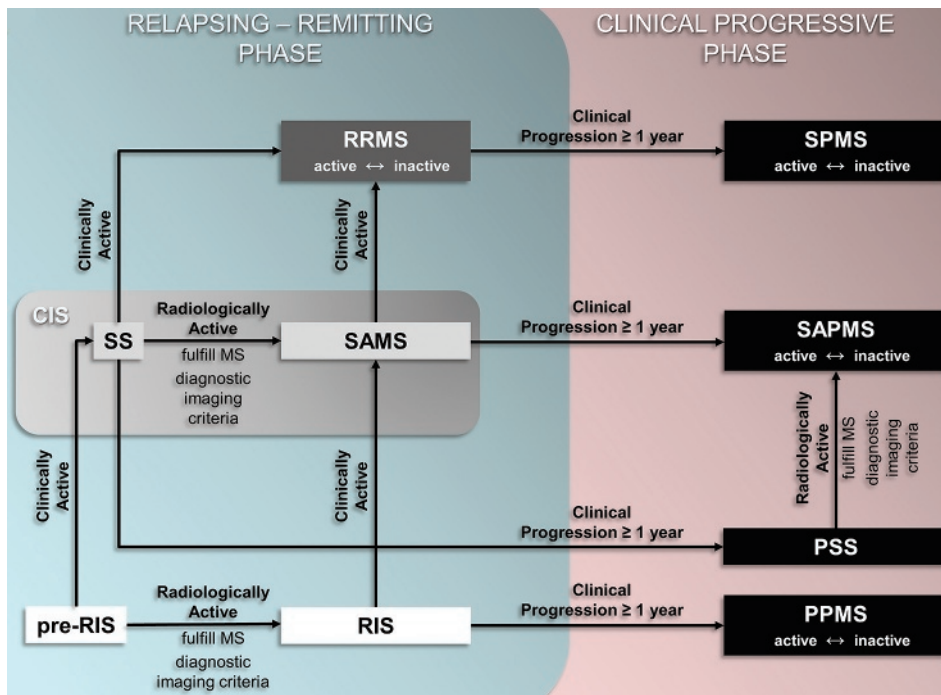 RELAPSING – REMITTING
PHASE
CLINICAL PROGRESSIVE
PHASE
RRMS
active ↔ inactive
Clinical
Progression ≥ 1 year
SPMS
active ↔ inactive
Clinically
Active
Clinically
Active
CIS
SS
Radiologically
Active
fulfill MS
diagnostic
imaging
criteria
SAMS
Clinical
Progression ≥ 1 year
SAPMS
active ↔ inactive
Clinically
Active
Clinically
Active
Radiologically
Active
fulfill MS
diagnostic
imaging
criteria
Clinical
Progression ≥ 1 year
PSS
pre-RIS
Radiologically
Active
fulfill MS
diagnostic
imaging criteria
RIS
Clinical
Progression ≥ 1 year
PPMS
active ↔ inactive